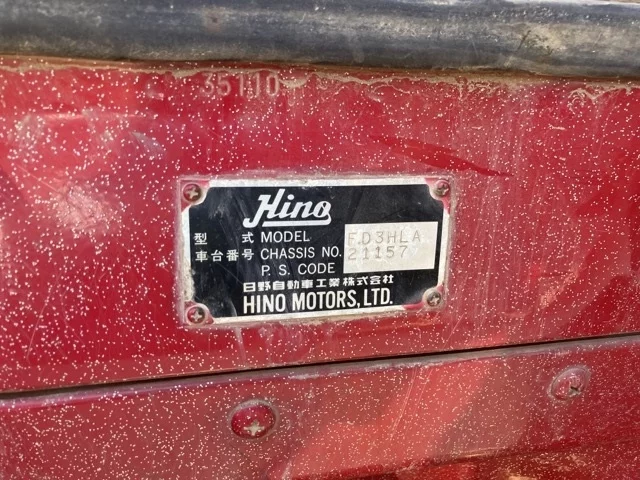 35110
Hino
型式 MODEL FD3HLA
車台番号 CHASSIS NO. 21157
P. S. CODE
日野自動車工業株式会社
HINO MOTORS, LTD.